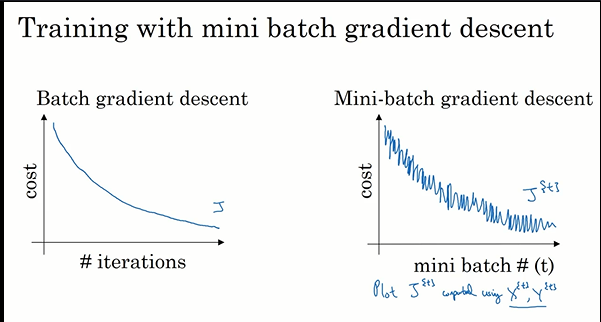 Training with mini batch gradient descent
Batch gradient descent
cost
J
# iterations
Mini-batch gradient descent
cost
J^{t}
mini batch # (t)
Plot J^{t} computed using X^{t}, Y^{t}